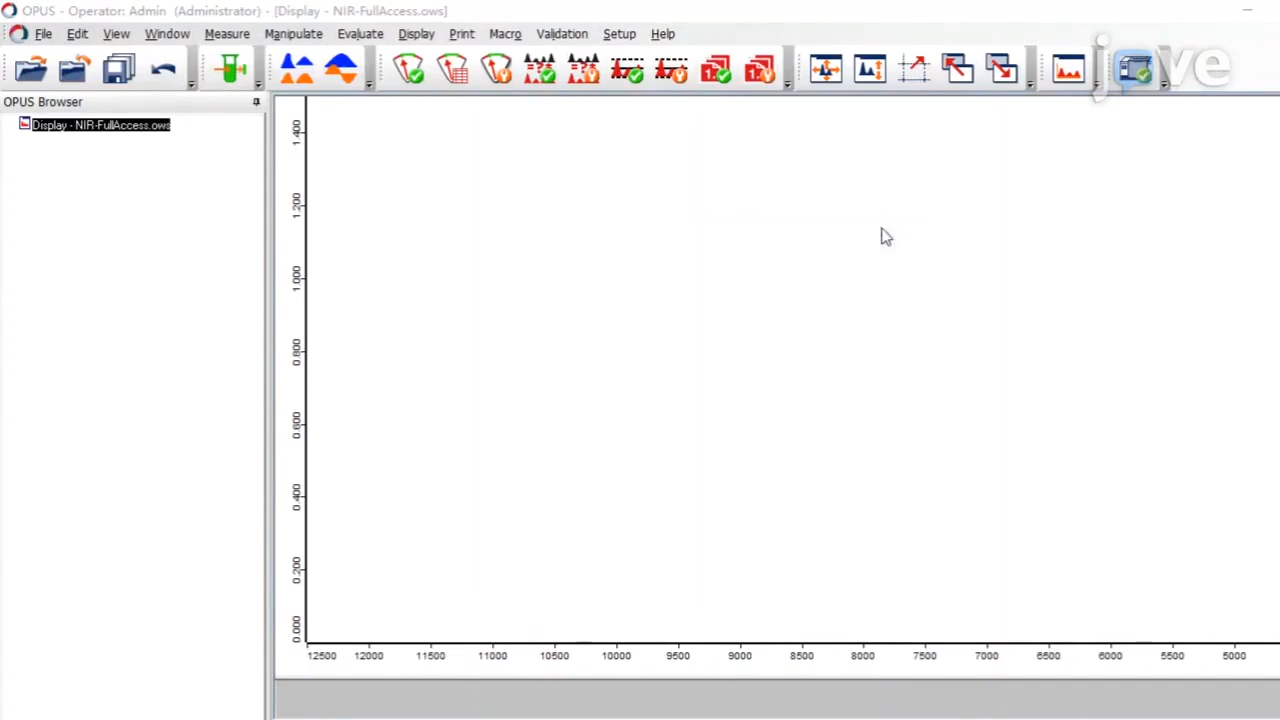 OPUS - Operator: Admin (Administrator) - [Display - NIR-FullAccess.ows]
File Edit View Window Measure Evaluate Display Print Macro Validation Setup Help
jove
OPUS Browser
Display - NIR-FullAccess.ows
1.400
1.200
1.000
0.800
0.600
0.400
0.200
0.000
12500 12000 11500 11000 10500 10000 9500 9000 8500 8000 7500 7000 6500 6000 5500 5000